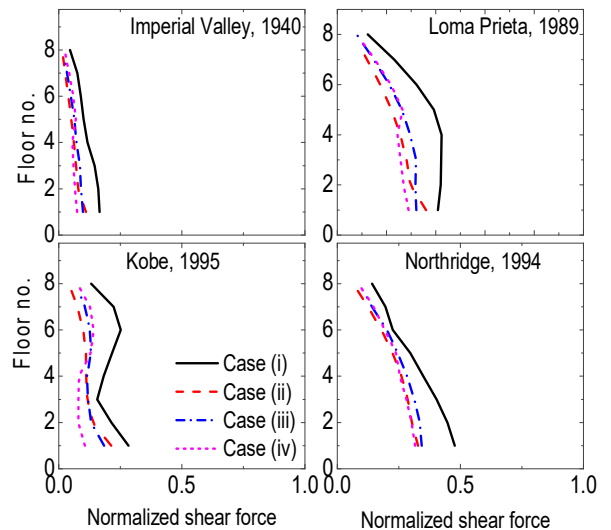 Imperial Valley, 1940
Loma Prieta, 1989
8
6
4
2
0
Floor no.
8
6
4
2
0
Kobe, 1995
Northridge, 1994
8
6
4
2
0
Floor no.
Case (i)
Case (ii)
Case (iii)
Case (iv)
8
6
4
2
0
0.0
0.5
1.0
0.0
0.5
1.0
Normalized shear force
Normalized shear force